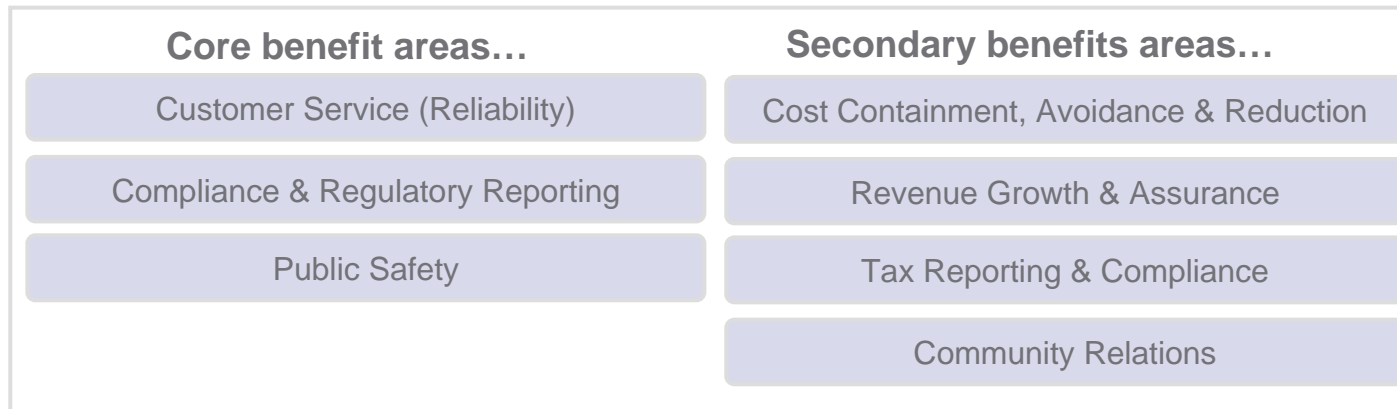 Core benefit areas…
Customer Service (Reliability)
Compliance & Regulatory Reporting
Public Safety
Secondary benefits areas…
Cost Containment, Avoidance & Reduction
Revenue Growth & Assurance
Tax Reporting & Compliance
Community Relations